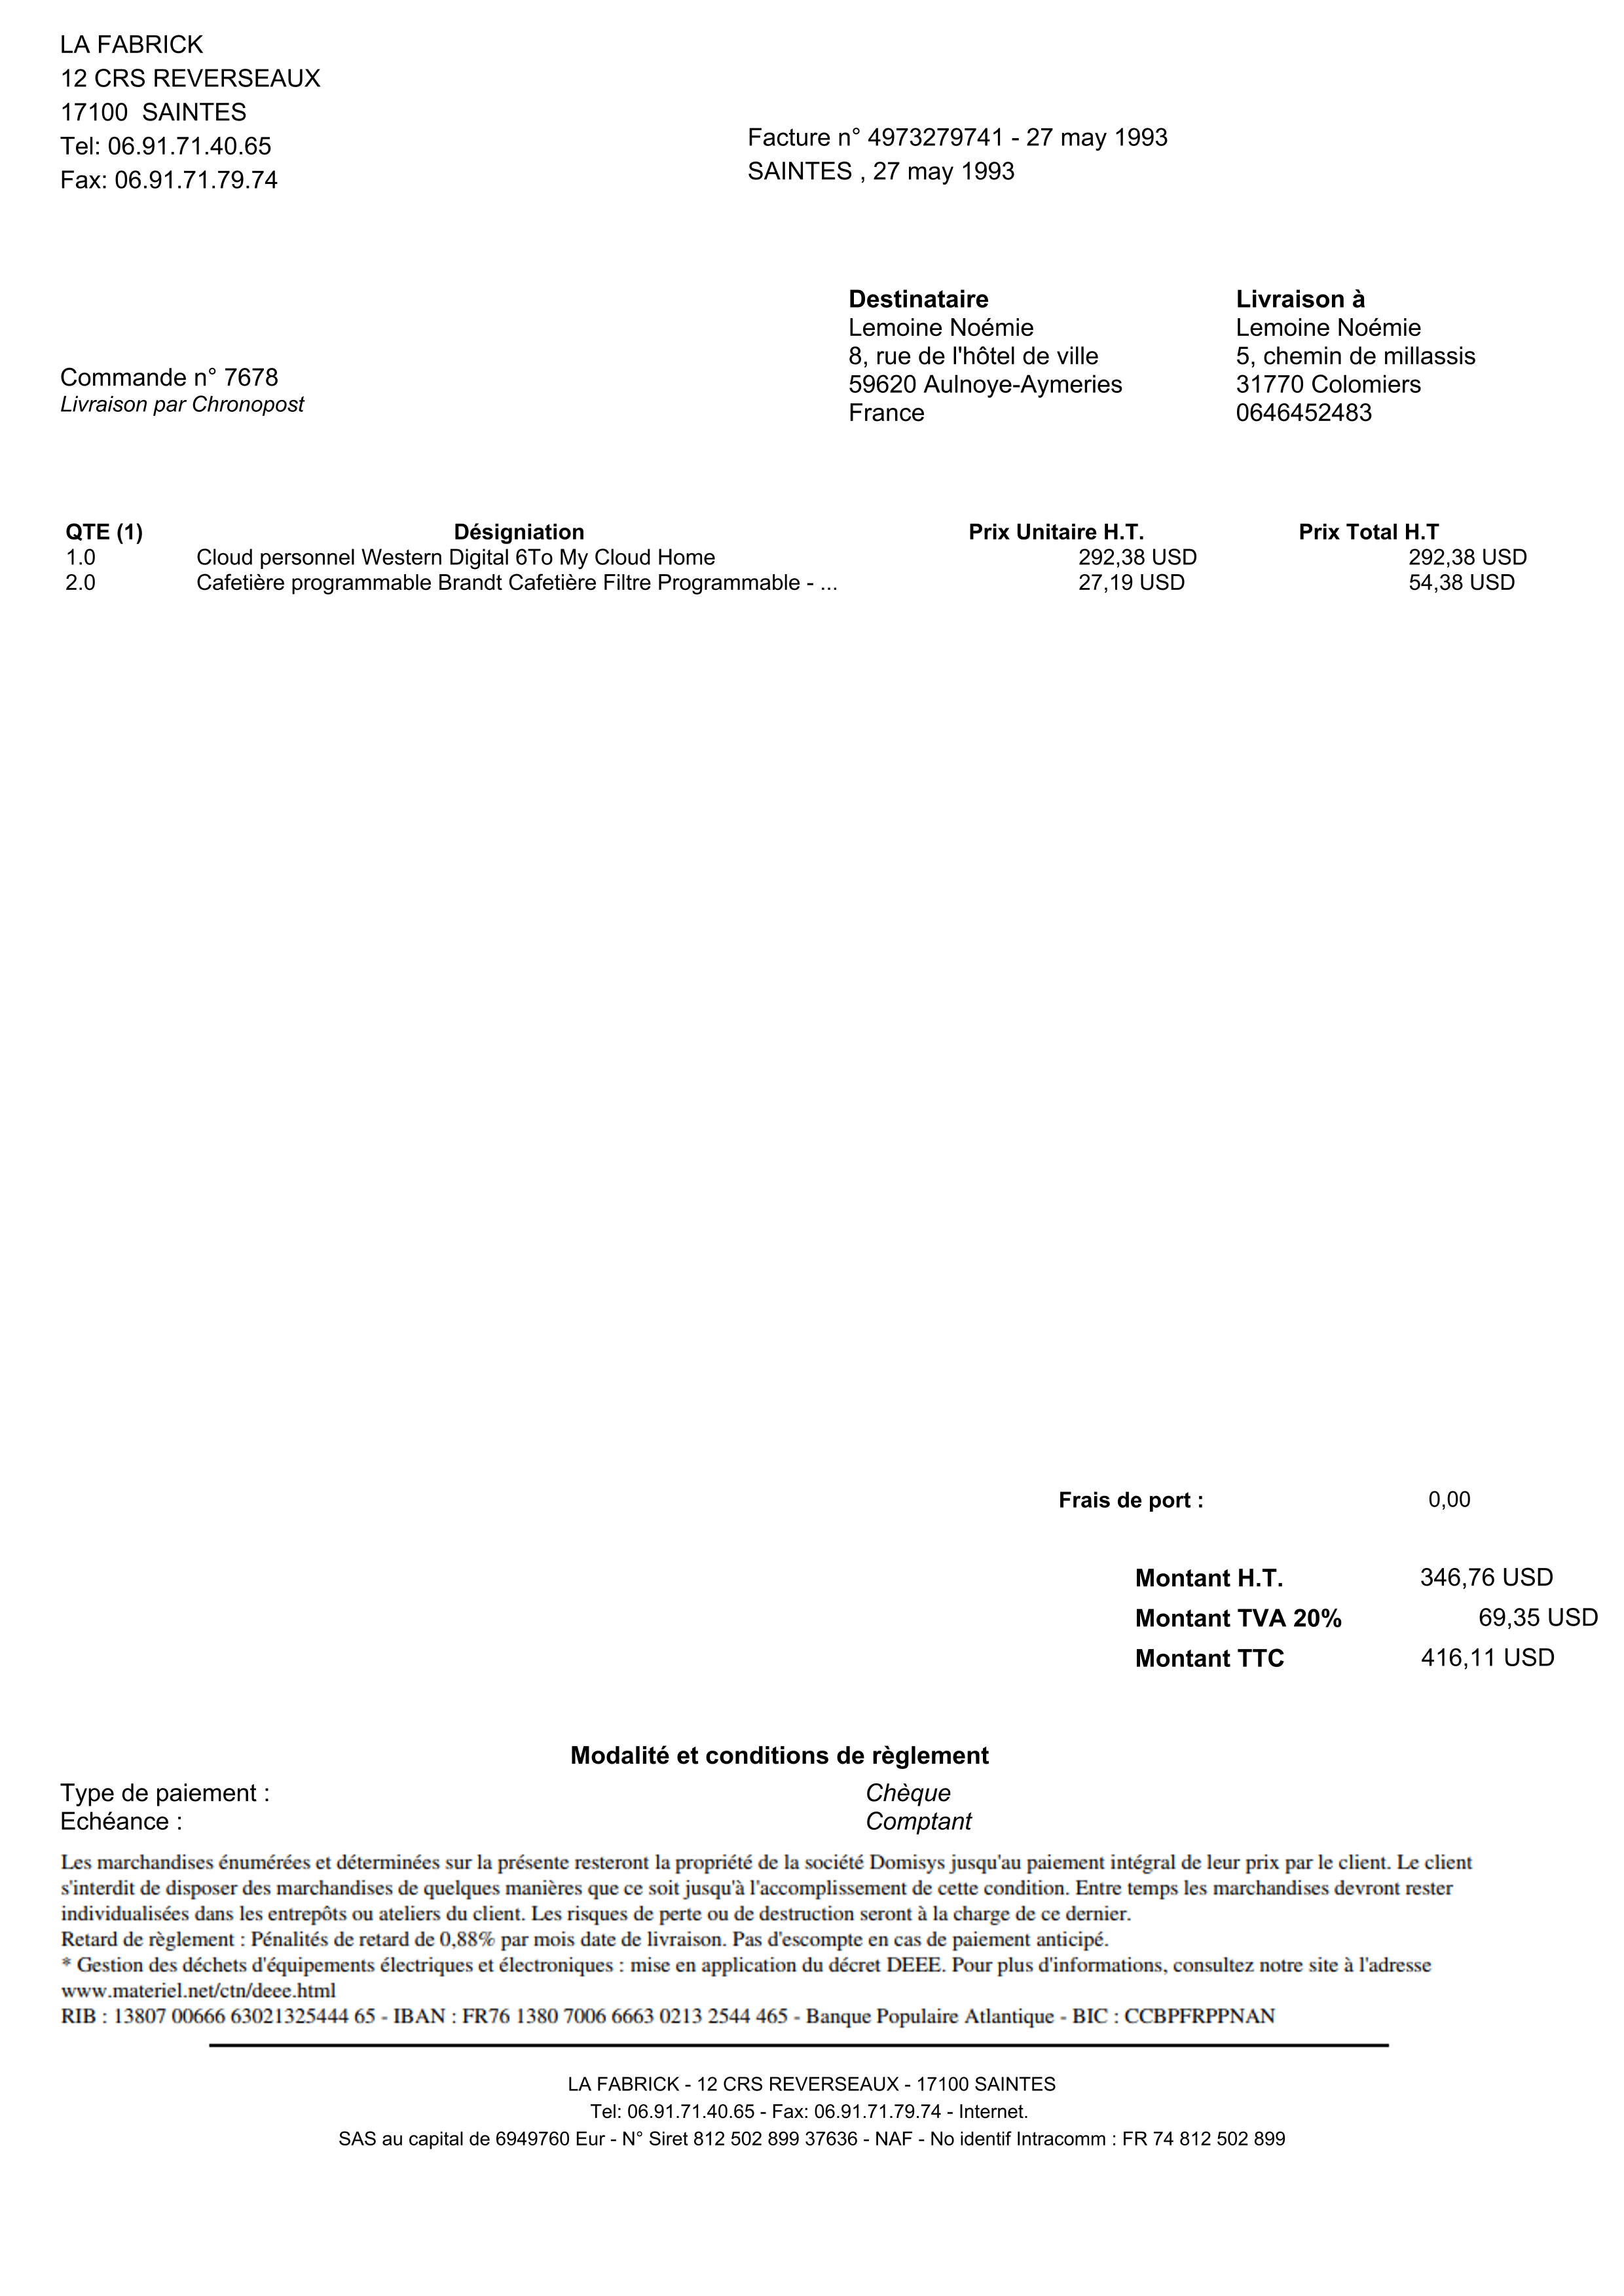 LA FABRICK
12 CRS REVERSEAUX
17100  SAINTES
Tel: 06.91.71.40.65
Fax: 06.91.71.79.74
Facture n° 4973279741 - 27 may 1993
SAINTES , 27 may 1993
Commande n° 7678
Livraison par Chronopost
Destinataire
Lemoine Noémie
8, rue de l'hôtel de ville
59620 Aulnoye-Aymeries
France
Livraison à
Lemoine Noémie
5, chemin de millassis
31770 Colomiers
0646452483
QTE (1) Désigniation Prix Unitaire H.T. Prix Total H.T
1.0 Cloud personnel Western Digital 6To My Cloud Home 292,38 USD 292,38 USD
2.0 Cafetière programmable Brandt Cafetière Filtre Programmable - ... 27,19 USD 54,38 USD
Frais de port : 0,00
Montant H.T. 346,76 USD
Montant TVA 20% 69,35 USD
Montant TTC 416,11 USD
Modalité et conditions de règlement
Type de paiement : Chèque
Echéance : Comptant
Les marchandises énumérées et déterminées sur la présente resteront la propriété de la société Domisys jusqu'au paiement intégral de leur prix par le client. Le client
s'interdit de disposer des marchandises de quelques manières que ce soit jusqu'à l'accomplissement de cette condition. Entre temps les marchandises devront rester
individualisées dans les entrepôts ou ateliers du client. Les risques de perte ou de destruction seront à la charge de ce dernier.
Retard de règlement : Pénalités de retard de 0,88% par mois date de livraison. Pas d'escompte en cas de paiement anticipé.
* Gestion des déchets d'équipements électriques et électroniques : mise en application du décret DEEE. Pour plus d'informations, consultez notre site à l'adresse
www.materiel.net/ctn/deee.html
RIB : 13807 00666 63021325444 65 - IBAN : FR76 1380 7006 6663 0213 2544 465 - Banque Populaire Atlantique - BIC : CCBPFRPPNAN
LA FABRICK - 12 CRS REVERSEAUX - 17100 SAINTES
Tel: 06.91.71.40.65 - Fax: 06.91.71.79.74 - Internet.
SAS au capital de 6949760 Eur - N° Siret 812 502 899 37636 - NAF - No identif Intracomm : FR 74 812 502 899